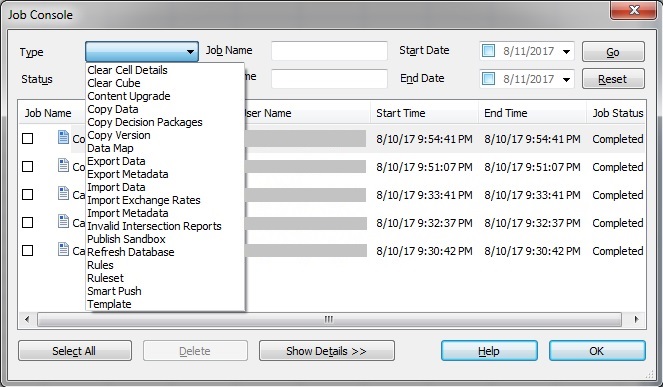 Job Console
Type Job Name Start Date 8/11/2017 Go
Status me End Date 8/11/2017 Reset
Clear Cell Details
Clear Cube
Content Upgrade
Copy Data
Copy Decision Packages
Copy Version
Data Map
Export Data
Export Metadata
Import Data
Import Exchange Rates
Import Metadata
Invalid Intersection Reports
Publish Sandbox
Refresh Database
Rules
Ruleset
Smart Push
Template
Job Name User Name Start Time End Time Job Status
Co 8/10/17 9:54:41 PM 8/10/17 9:54:41 PM Completed
Co 8/10/17 9:51:07 PM 8/10/17 9:51:07 PM Completed
Ca 8/10/17 9:33:41 PM 8/10/17 9:33:41 PM Completed
Ca 8/10/17 9:32:37 PM 8/10/17 9:32:37 PM Completed
Ca 8/10/17 9:30:42 PM 8/10/17 9:30:42 PM Completed
Select All Delete Show Details >> Help OK